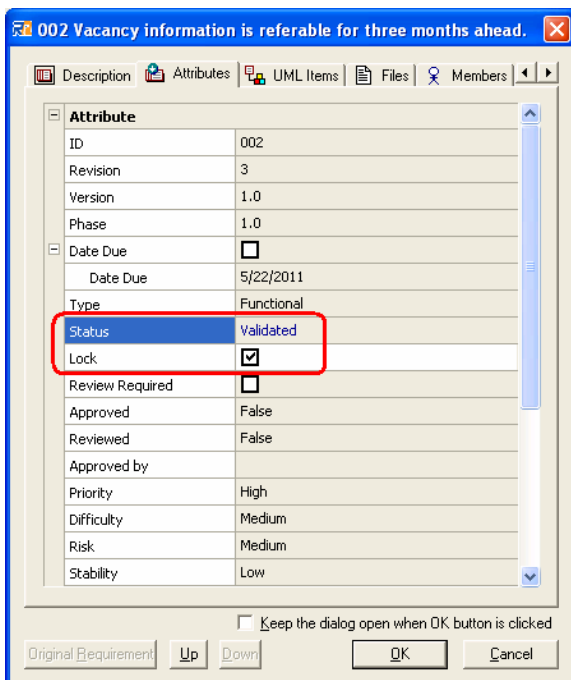 002 Vacancy information is referable for three months ahead.
Description Attributes UML Items Files Members
Attribute
ID 002
Revision 3
Version 1.0
Phase 1.0
Date Due
Date Due 5/22/2011
Type Functional
Status Validated
Lock
Review Required
Approved False
Reviewed False
Approved by
Priority High
Difficulty Medium
Risk Medium
Stability Low
Keep the dialog open when OK button is clicked
Original Requirement Up Down OK Cancel